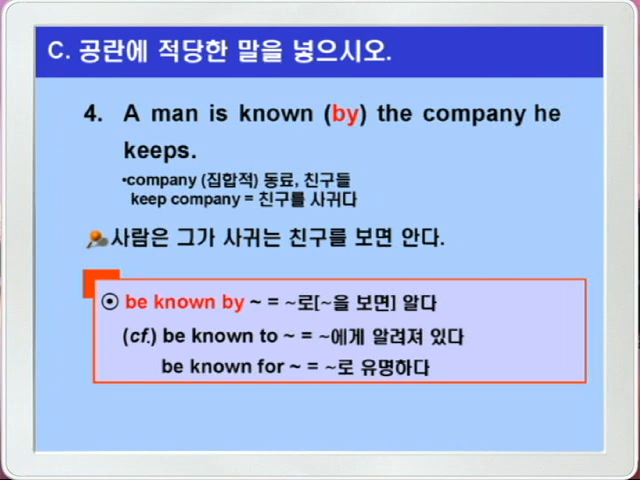 C. 공란에 적당한 말을 넣으시오.
4. A man is known (by) the company he
keeps.
•company (집합적) 동료, 친구들
keep company = 친구를 사귀다
사람은 그가 사귀는 친구를 보면 안다.
⊙ be known by ~ = ~로[~을 보면] 알다
(cf.) be known to ~ = ~에게 알려져 있다
be known for ~ = ~로 유명하다